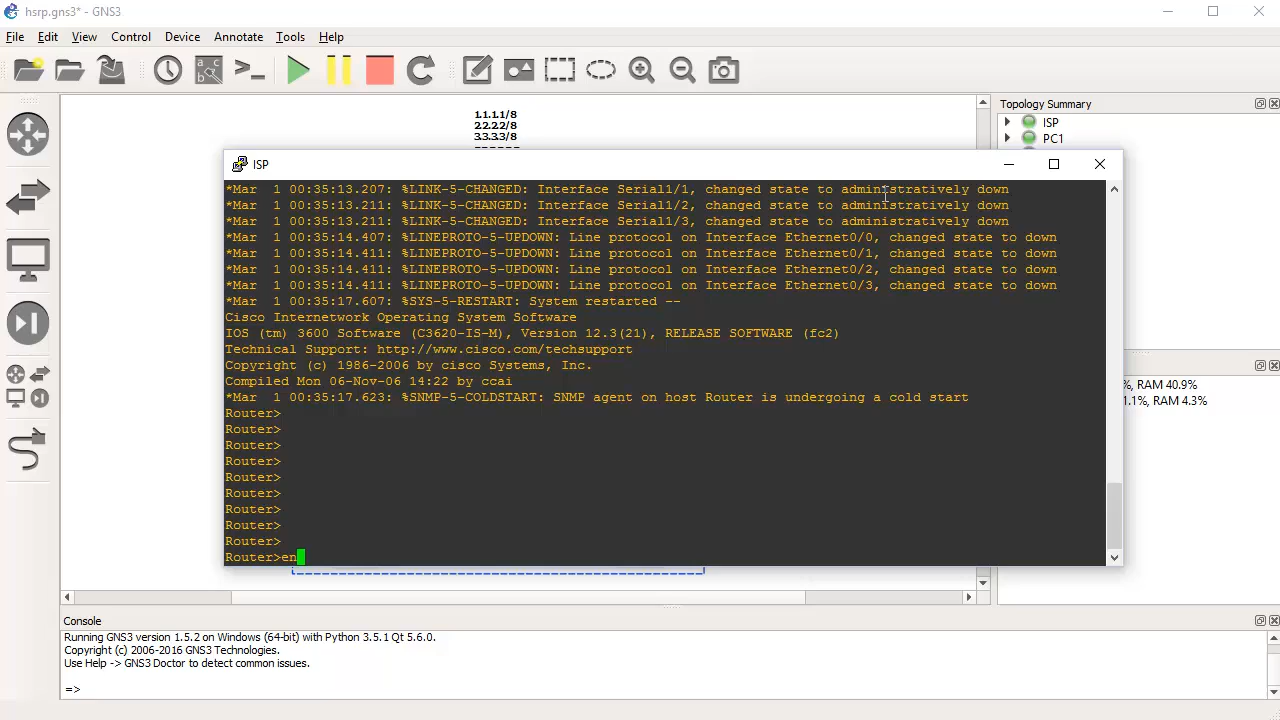 hsrp.gns3* - GNS3
File Edit View Control Device Annotate Tools Help
1.1.1.1/8
2.2.2.2/8
3.3.3.3/8
Topology Summary
ISP
PC1
ISP
*Mar  1 00:35:13.207: %LINK-5-CHANGED: Interface Serial1/1, changed state to administratively down
*Mar  1 00:35:13.211: %LINK-5-CHANGED: Interface Serial1/2, changed state to administratively down
*Mar  1 00:35:13.211: %LINK-5-CHANGED: Interface Serial1/3, changed state to administratively down
*Mar  1 00:35:14.407: %LINEPROTO-5-UPDOWN: Line protocol on Interface Ethernet0/0, changed state to down
*Mar  1 00:35:14.411: %LINEPROTO-5-UPDOWN: Line protocol on Interface Ethernet0/1, changed state to down
*Mar  1 00:35:14.411: %LINEPROTO-5-UPDOWN: Line protocol on Interface Ethernet0/2, changed state to down
*Mar  1 00:35:14.411: %LINEPROTO-5-UPDOWN: Line protocol on Interface Ethernet0/3, changed state to down
*Mar  1 00:35:17.607: %SYS-5-RESTART: System restarted --
Cisco Internetwork Operating System Software
IOS (tm) 3600 Software (C3620-IS-M), Version 12.3(21), RELEASE SOFTWARE (fc2)
Technical Support: http://www.cisco.com/techsupport
Copyright (c) 1986-2006 by cisco Systems, Inc.
Compiled Mon 06-Nov-06 14:22 by ccai
*Mar  1 00:35:17.623: %SNMP-5-COLDSTART: SNMP agent on host Router is undergoing a cold start
Router>
Router>
Router>
Router>
Router>
Router>
Router>
Router>
Router>
Router>en
%, RAM 40.9%
1.1%, RAM 4.3%
Console
Running GNS3 version 1.5.2 on Windows (64-bit) with Python 3.5.1 Qt 5.6.0.
Copyright (c) 2006-2016 GNS3 Technologies.
Use Help -> GNS3 Doctor to detect common issues.
=>